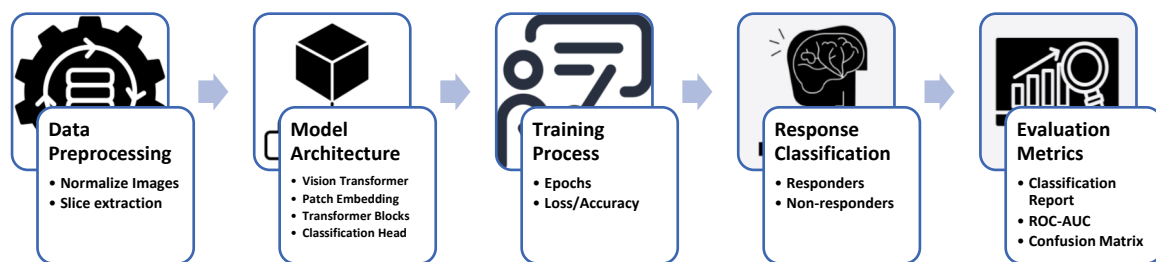 Data
Preprocessing
• Normalize Images
• Slice extraction
Model
Architecture
• Vision Transformer
• Patch Embedding
• Transformer Blocks
• Classification Head
Training
Process
• Epochs
• Loss/Accuracy
Response
Classification
• Responders
• Non-responders
Evaluation
Metrics
• Classification
Report
• ROC-AUC
• Confusion Matrix